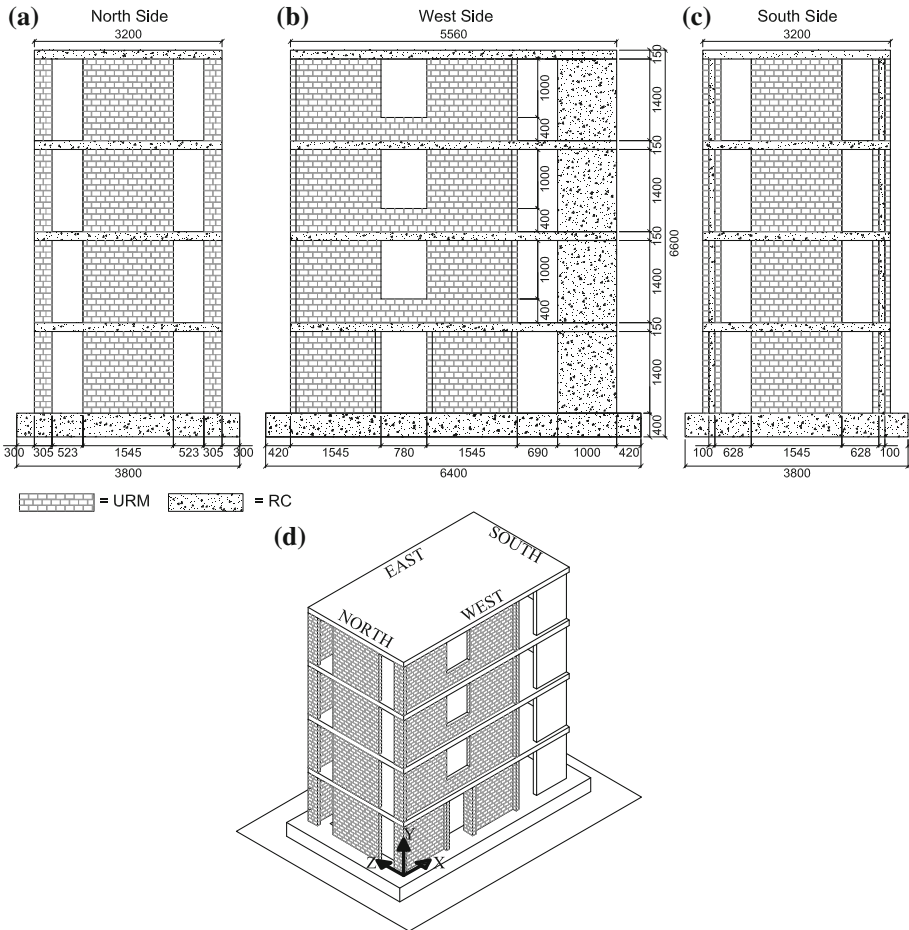 (a) North Side
3200
(b) West Side
5560
(c) South Side
3200
150
1000
400
1400
150
1000
400
1400
150
1000
400
1400
150
1400
400
6600
300 305 523 1545 523 305 300
3800
420 1545 780 1545 690 1000 420
6400
100 628 1545 628 100
3800
= URM = RC
(d)
SOUTH
EAST
WEST
NORTH
Y
Z X